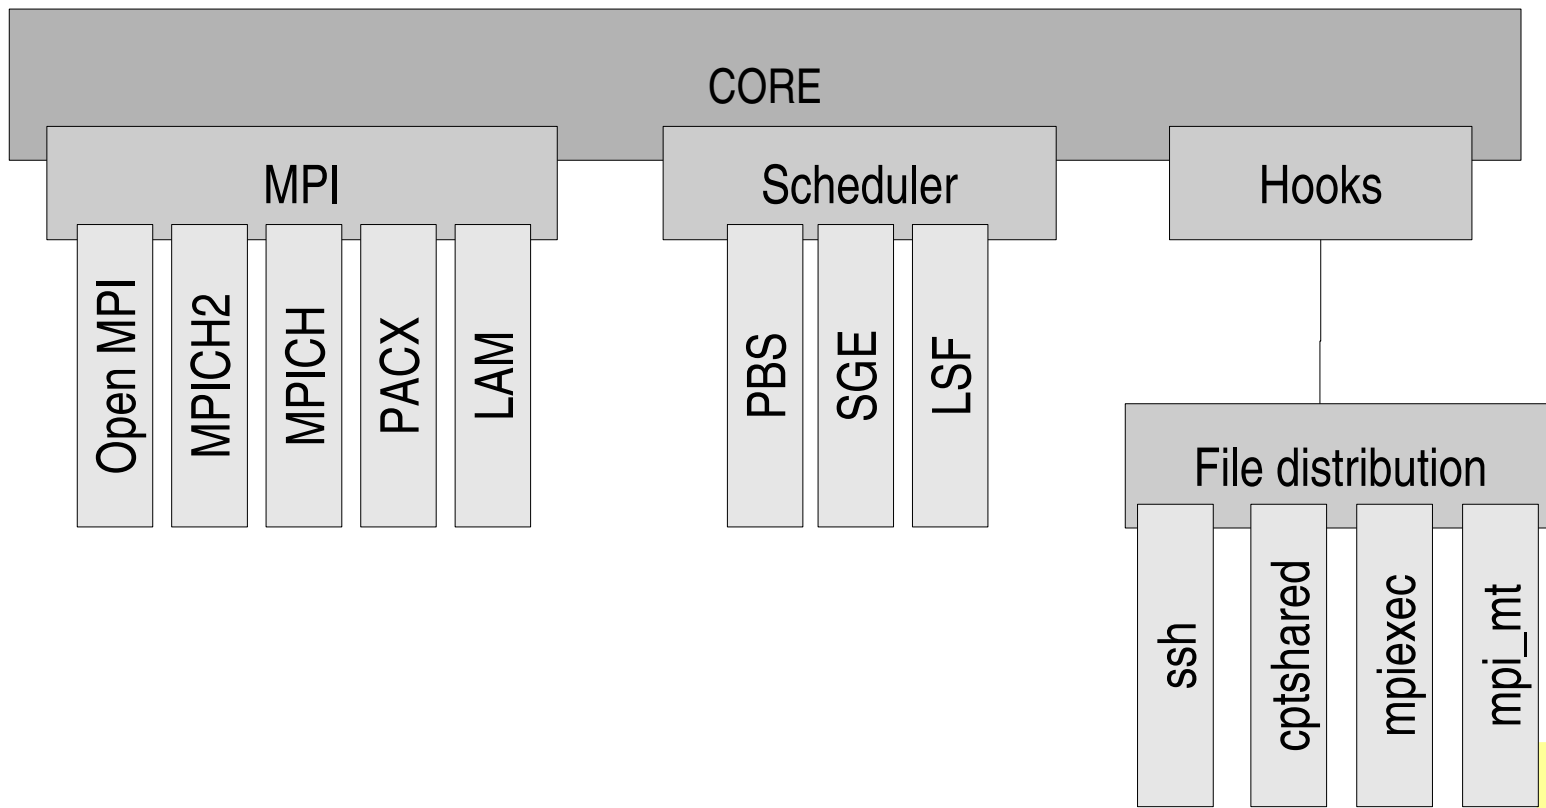 CORE
MPI
Scheduler
Hooks
Open MPI
MPICH2
MPICH
PACX
LAM
PBS
SGE
LSF
File distribution
ssh
cptshared
mpiexec
mpi_mt